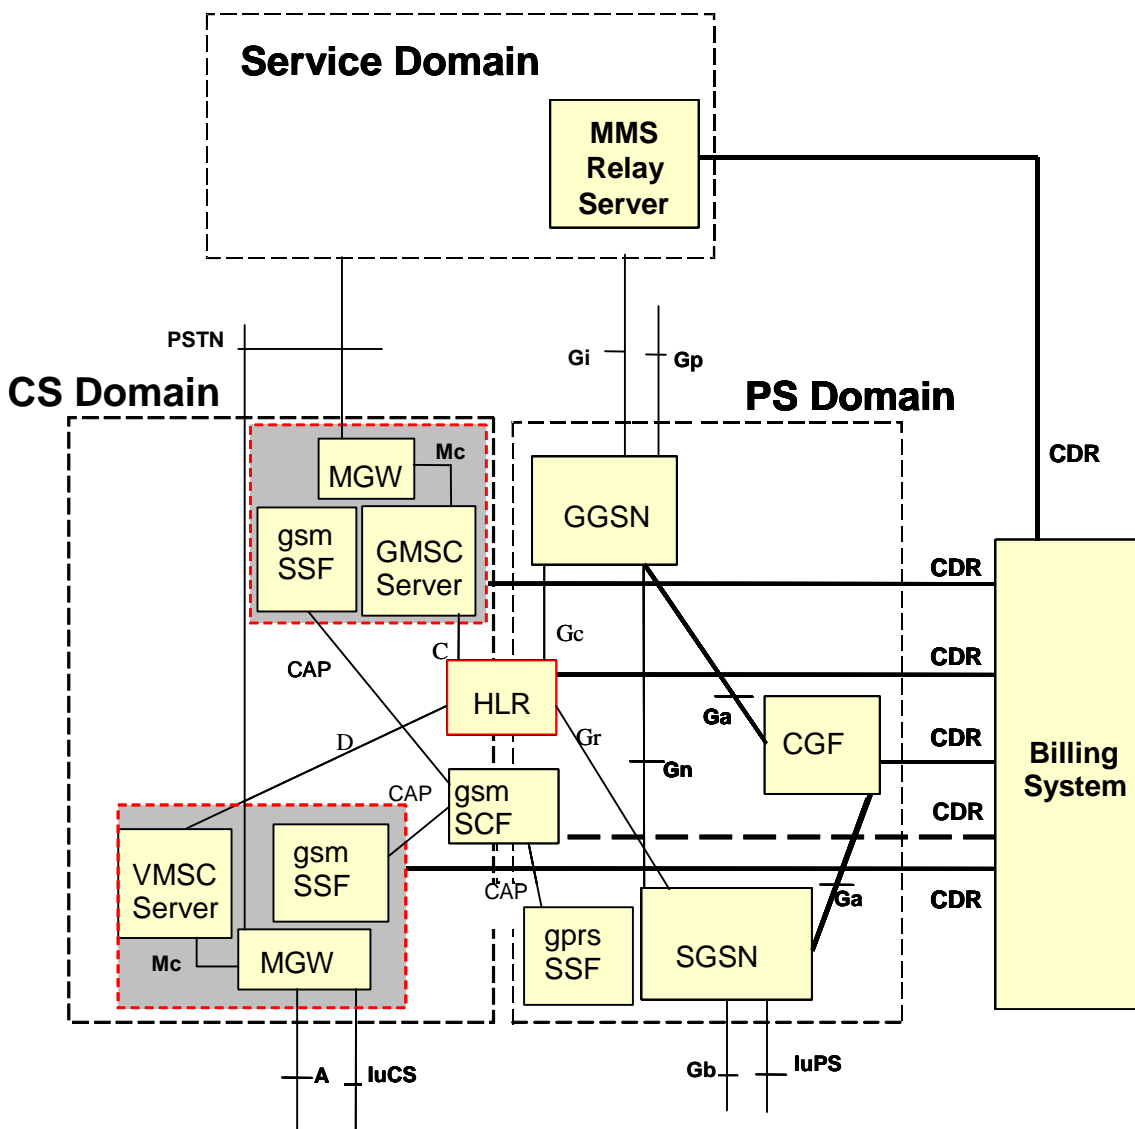 Service Domain
MMS
Relay
Server
PSTN
Gi
Gp
CS Domain
PS Domain
CDR
Mc
MGW
GGSN
gsm
SSF
GMSC
Server
CDR
C
Gc
CAP
CDR
HLR
Ga
D
Gr
CGF
CDR
Billing
System
Gn
CAP
gsm
SCF
CDR
VMSC
Server
gsm
SSF
CAP
Ga
CDR
gprs
SSF
SGSN
Mc
MGW
A
IuCS
Gb
IuPS